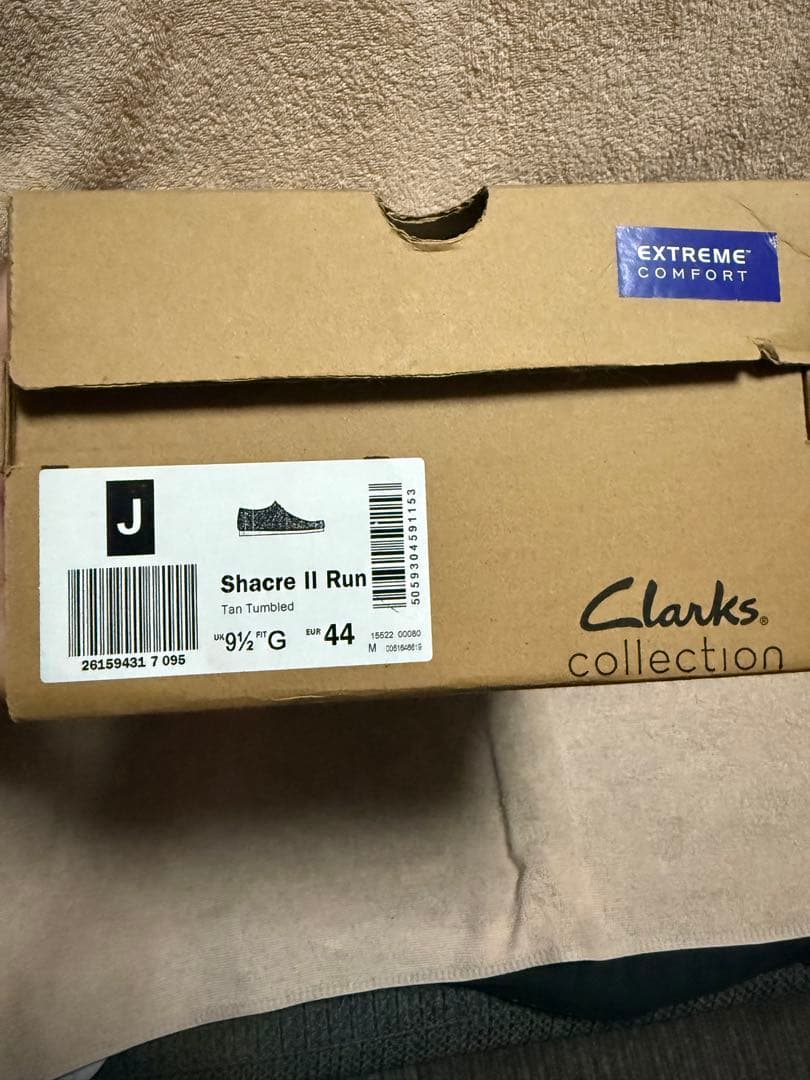 EXTREME™
COMFORT
J
Shacre II Run
Tan Tumbled
UK 9½ FIT G EUR 44
15522 00080
M
26159431 7 095
5059304591153
Clarks®
collection